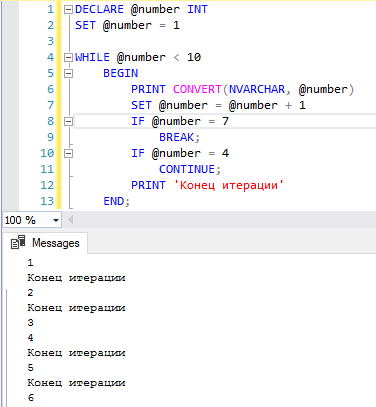 1 DECLARE @number INT
2 SET @number = 1
3
4 WHILE @number < 10
5 BEGIN
6 PRINT CONVERT(NVARCHAR, @number)
7 SET @number = @number + 1
8 IF @number = 7
9 BREAK;
10 IF @number = 4
11 CONTINUE;
12 PRINT 'Конец итерации'
13 END;
100 %
Messages
1
Конец итерации
2
Конец итерации
3
4
Конец итерации
5
Конец итерации
6